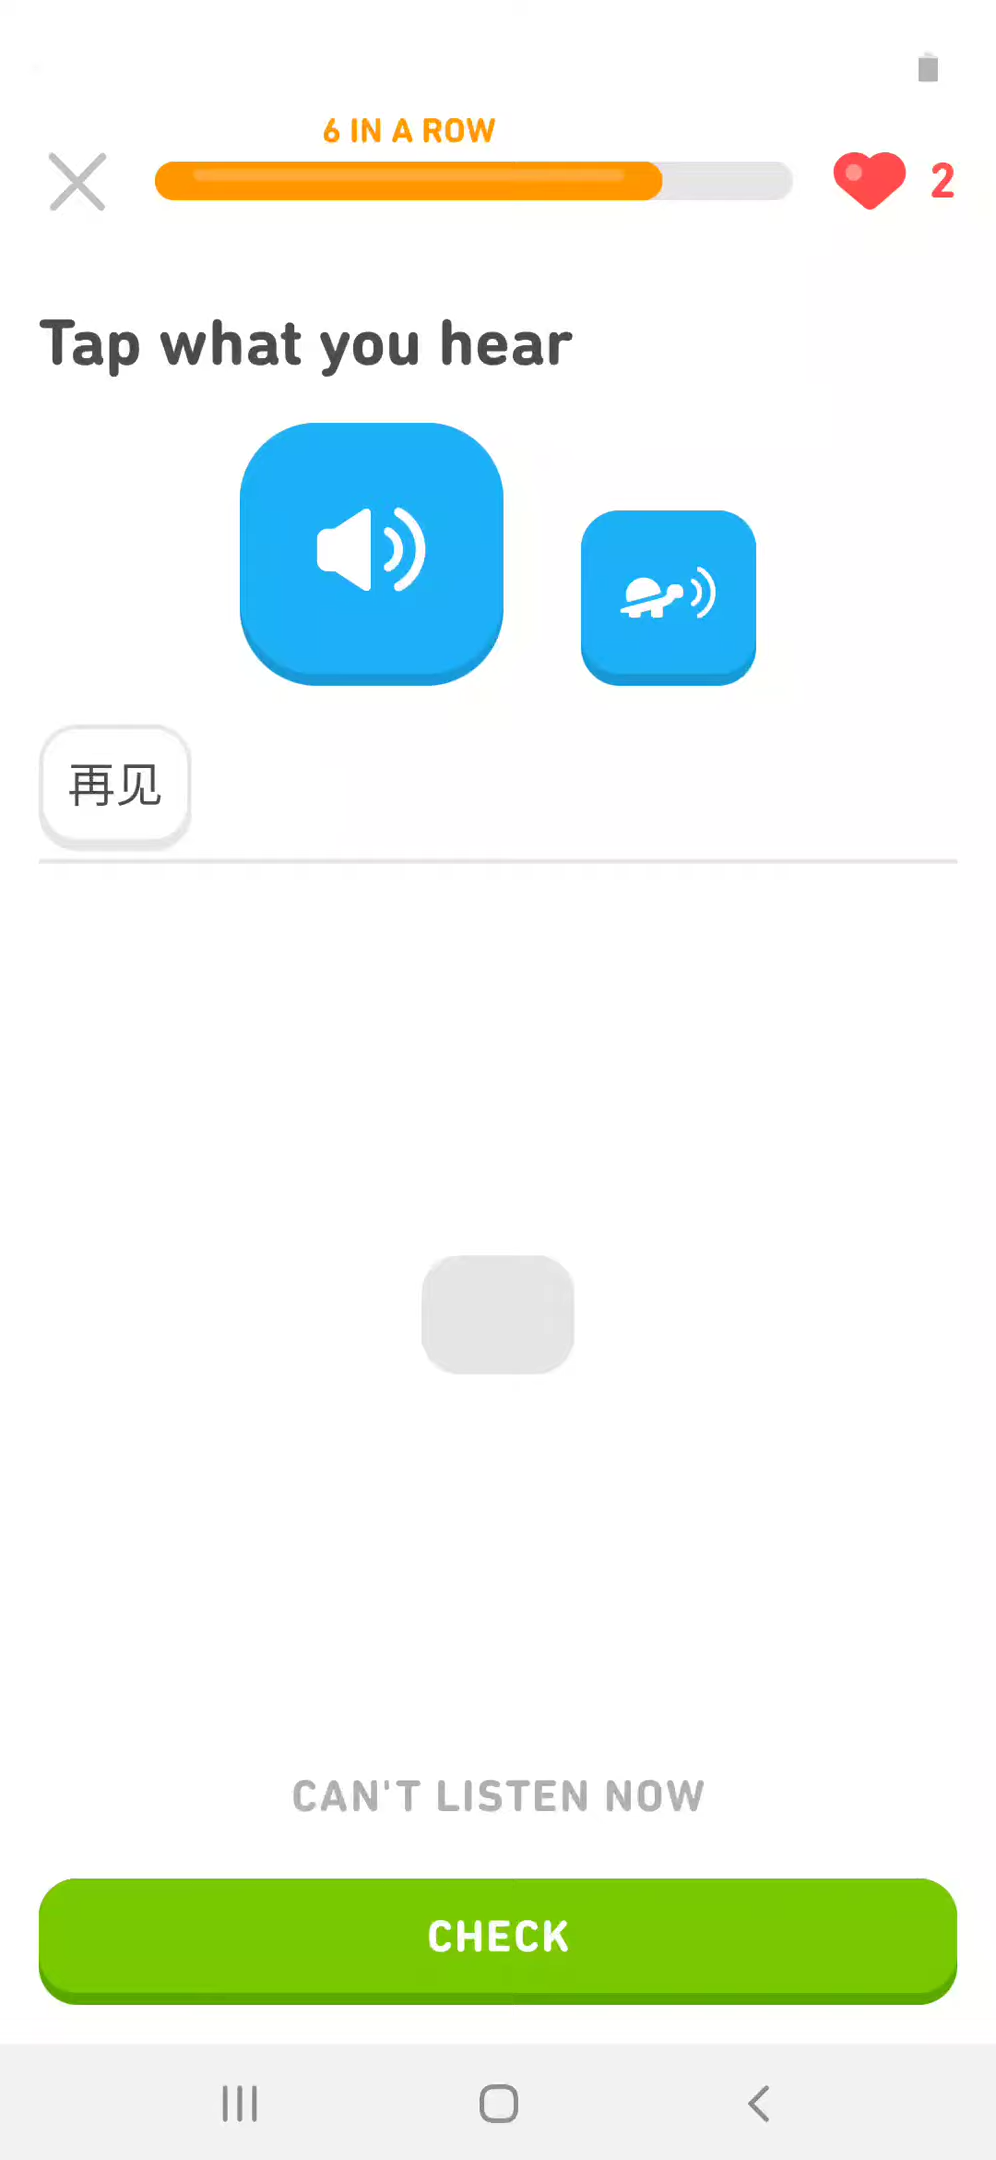 6 IN A ROW
2
Tap what you hear
再见
CAN'T LISTEN NOW
CHECK